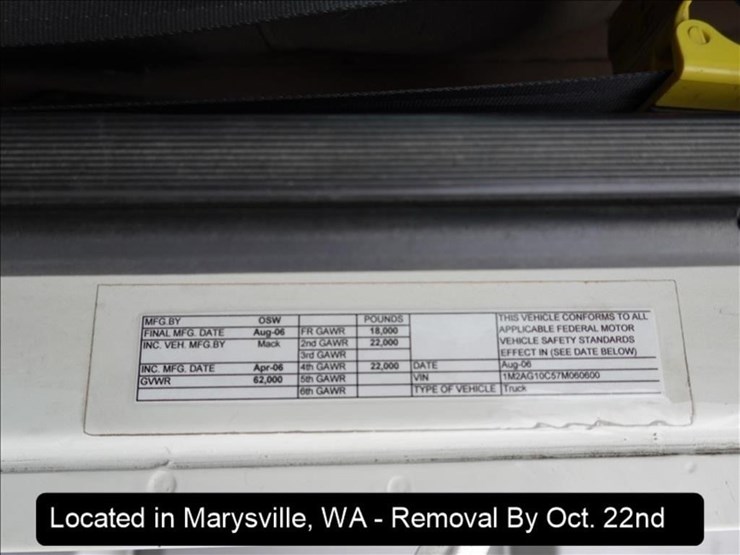 MFG.BY OSW POUNDS THIS VEHICLE CONFORMS TO ALL
FINAL MFG. DATE Aug-06 FR GAWR 18,000 APPLICABLE FEDERAL MOTOR
INC. VEH. MFG.BY Mack 2nd GAWR 22,000 VEHICLE SAFETY STANDARDS
3rd GAWR EFFECT IN (SEE DATE BELOW)
INC. MFG. DATE Apr-06 4th GAWR 22,000 DATE Aug-06
GVWR 62,000 5th GAWR VIN 1M2AG10C57M060600
6th GAWR TYPE OF VEHICLE Truck
Located in Marysville, WA - Removal By Oct. 22nd